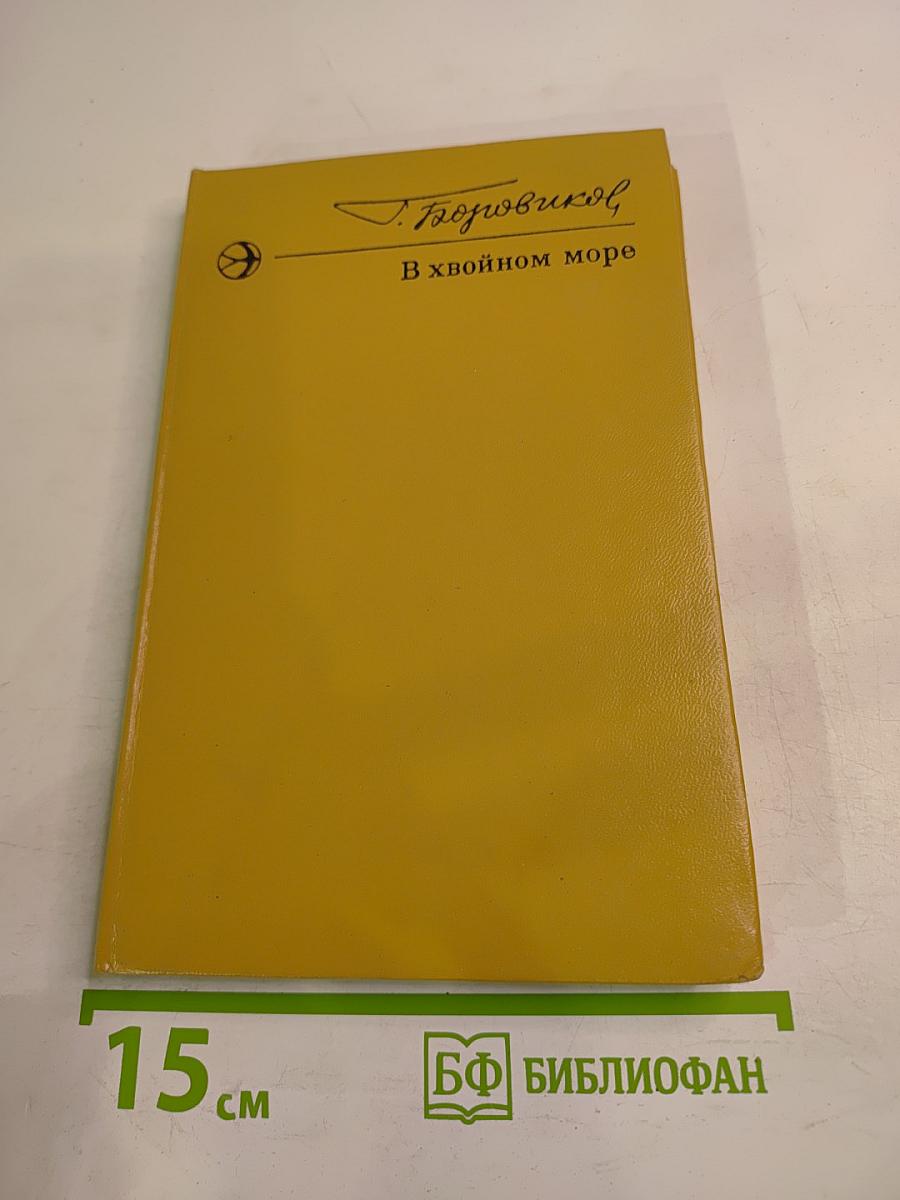 Г. Боровиков
В хвойном море
15 см
БФ БИБЛИОФАН